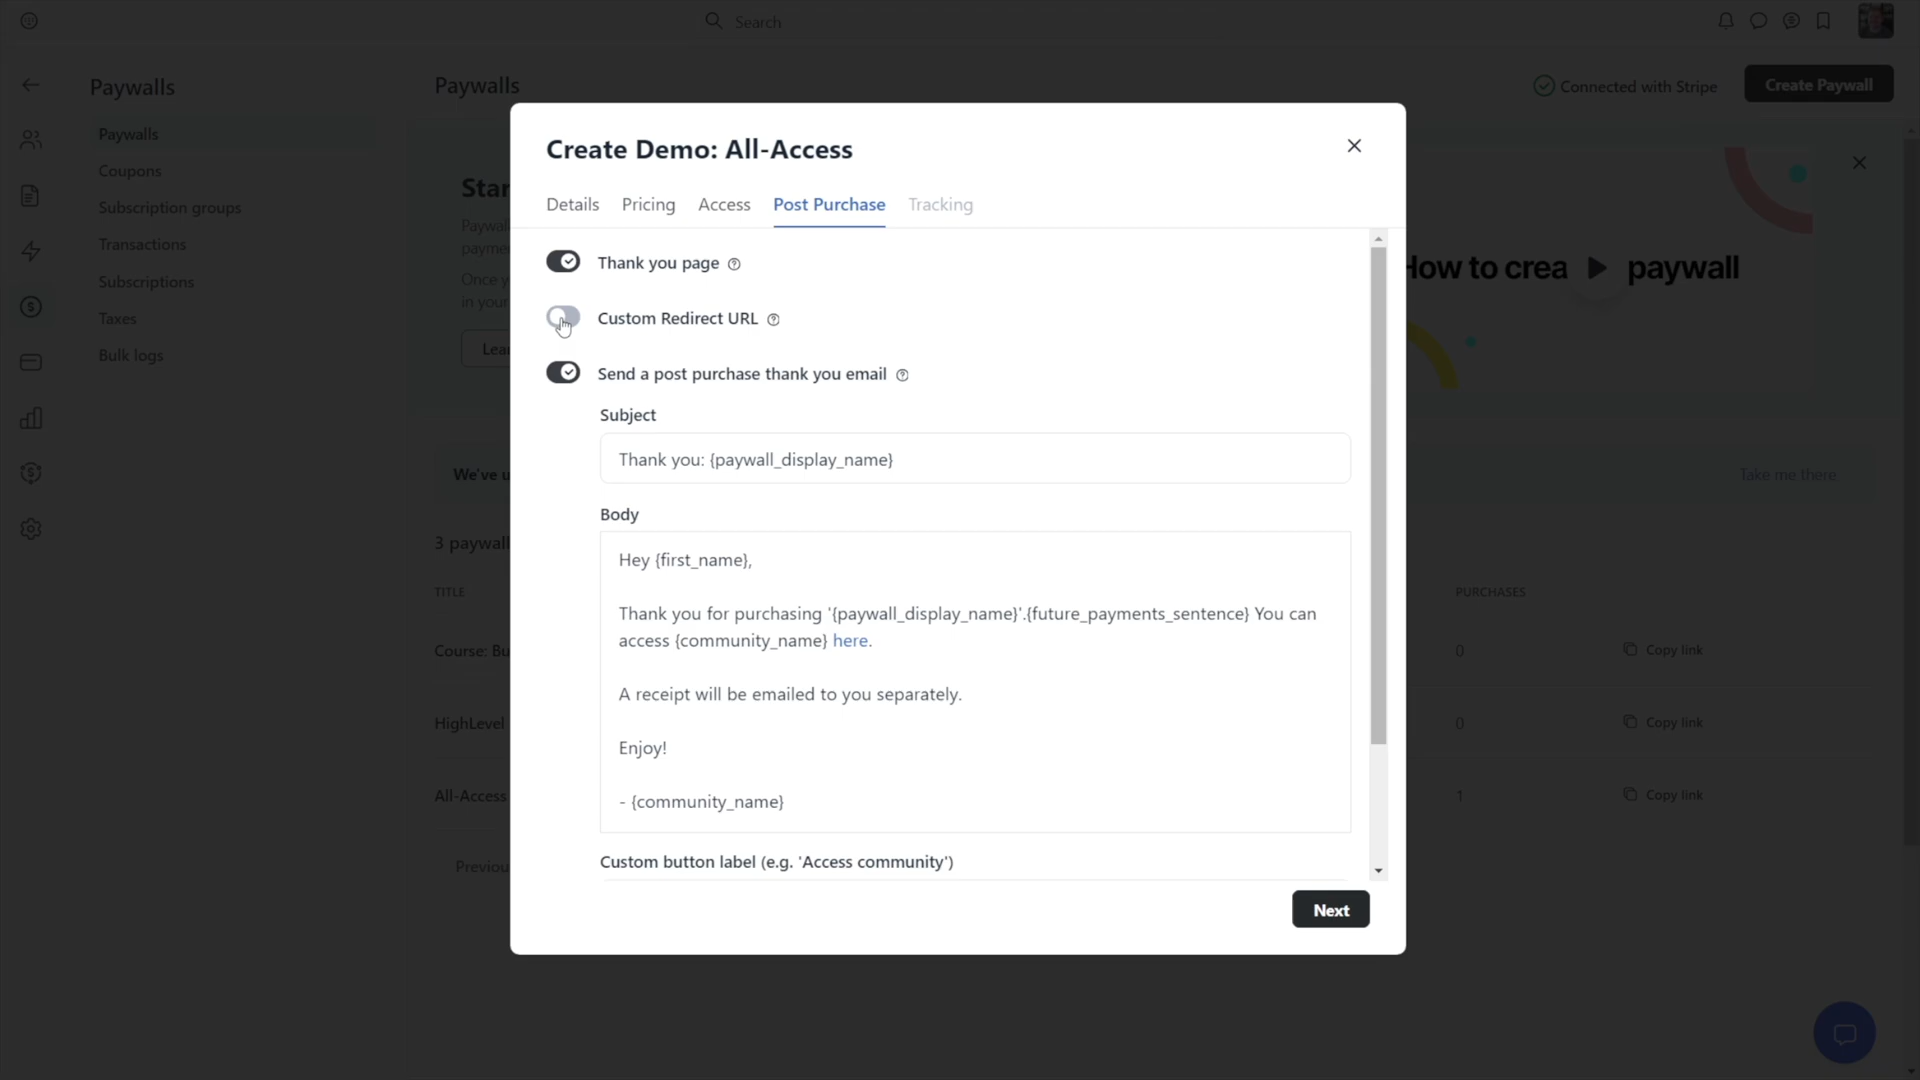 Search
Paywalls
Paywalls
Coupons
Subscription groups
Transactions
Subscriptions
Taxes
Bulk logs
Paywalls
Connected with Stripe
Create Paywall
Create Demo: All-Access
Details
Pricing
Access
Post Purchase
Tracking
Thank you page
Custom Redirect URL
Send a post purchase thank you email
Subject
Thank you: {paywall_display_name}
Body
Hey {first_name},
Thank you for purchasing '{paywall_display_name}'.{future_payments_sentence} You can
access {community_name} here.
A receipt will be emailed to you separately.
Enjoy!
- {community_name}
Custom button label (e.g. 'Access community')
Next
How to crea paywall
Take me there
We've u
3 paywall
TITLE
PURCHASES
Course: Bu
0
Copy link
HighLevel
0
Copy link
All-Access
1
Copy link
Previou